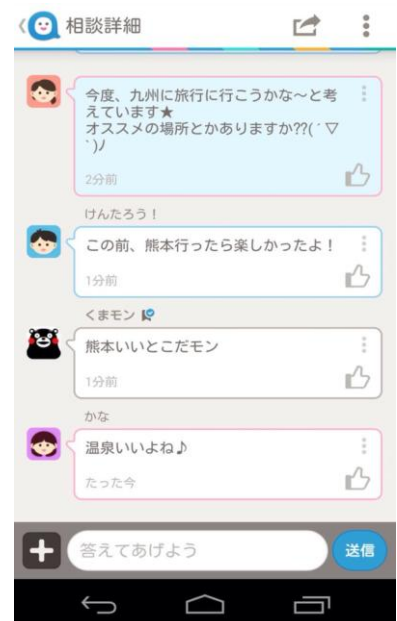 相談詳細
今度、九州に旅行に行こうかな～と考
えています★
オススメの場所とかありますか??(´▽
`)ﾉ
2分前
けんたろう！
この前、熊本行ったら楽しかったよ！
1分前
くまモン
熊本いいとこだモン
1分前
かな
温泉いいよね♪
たった今
答えてあげよう
送信